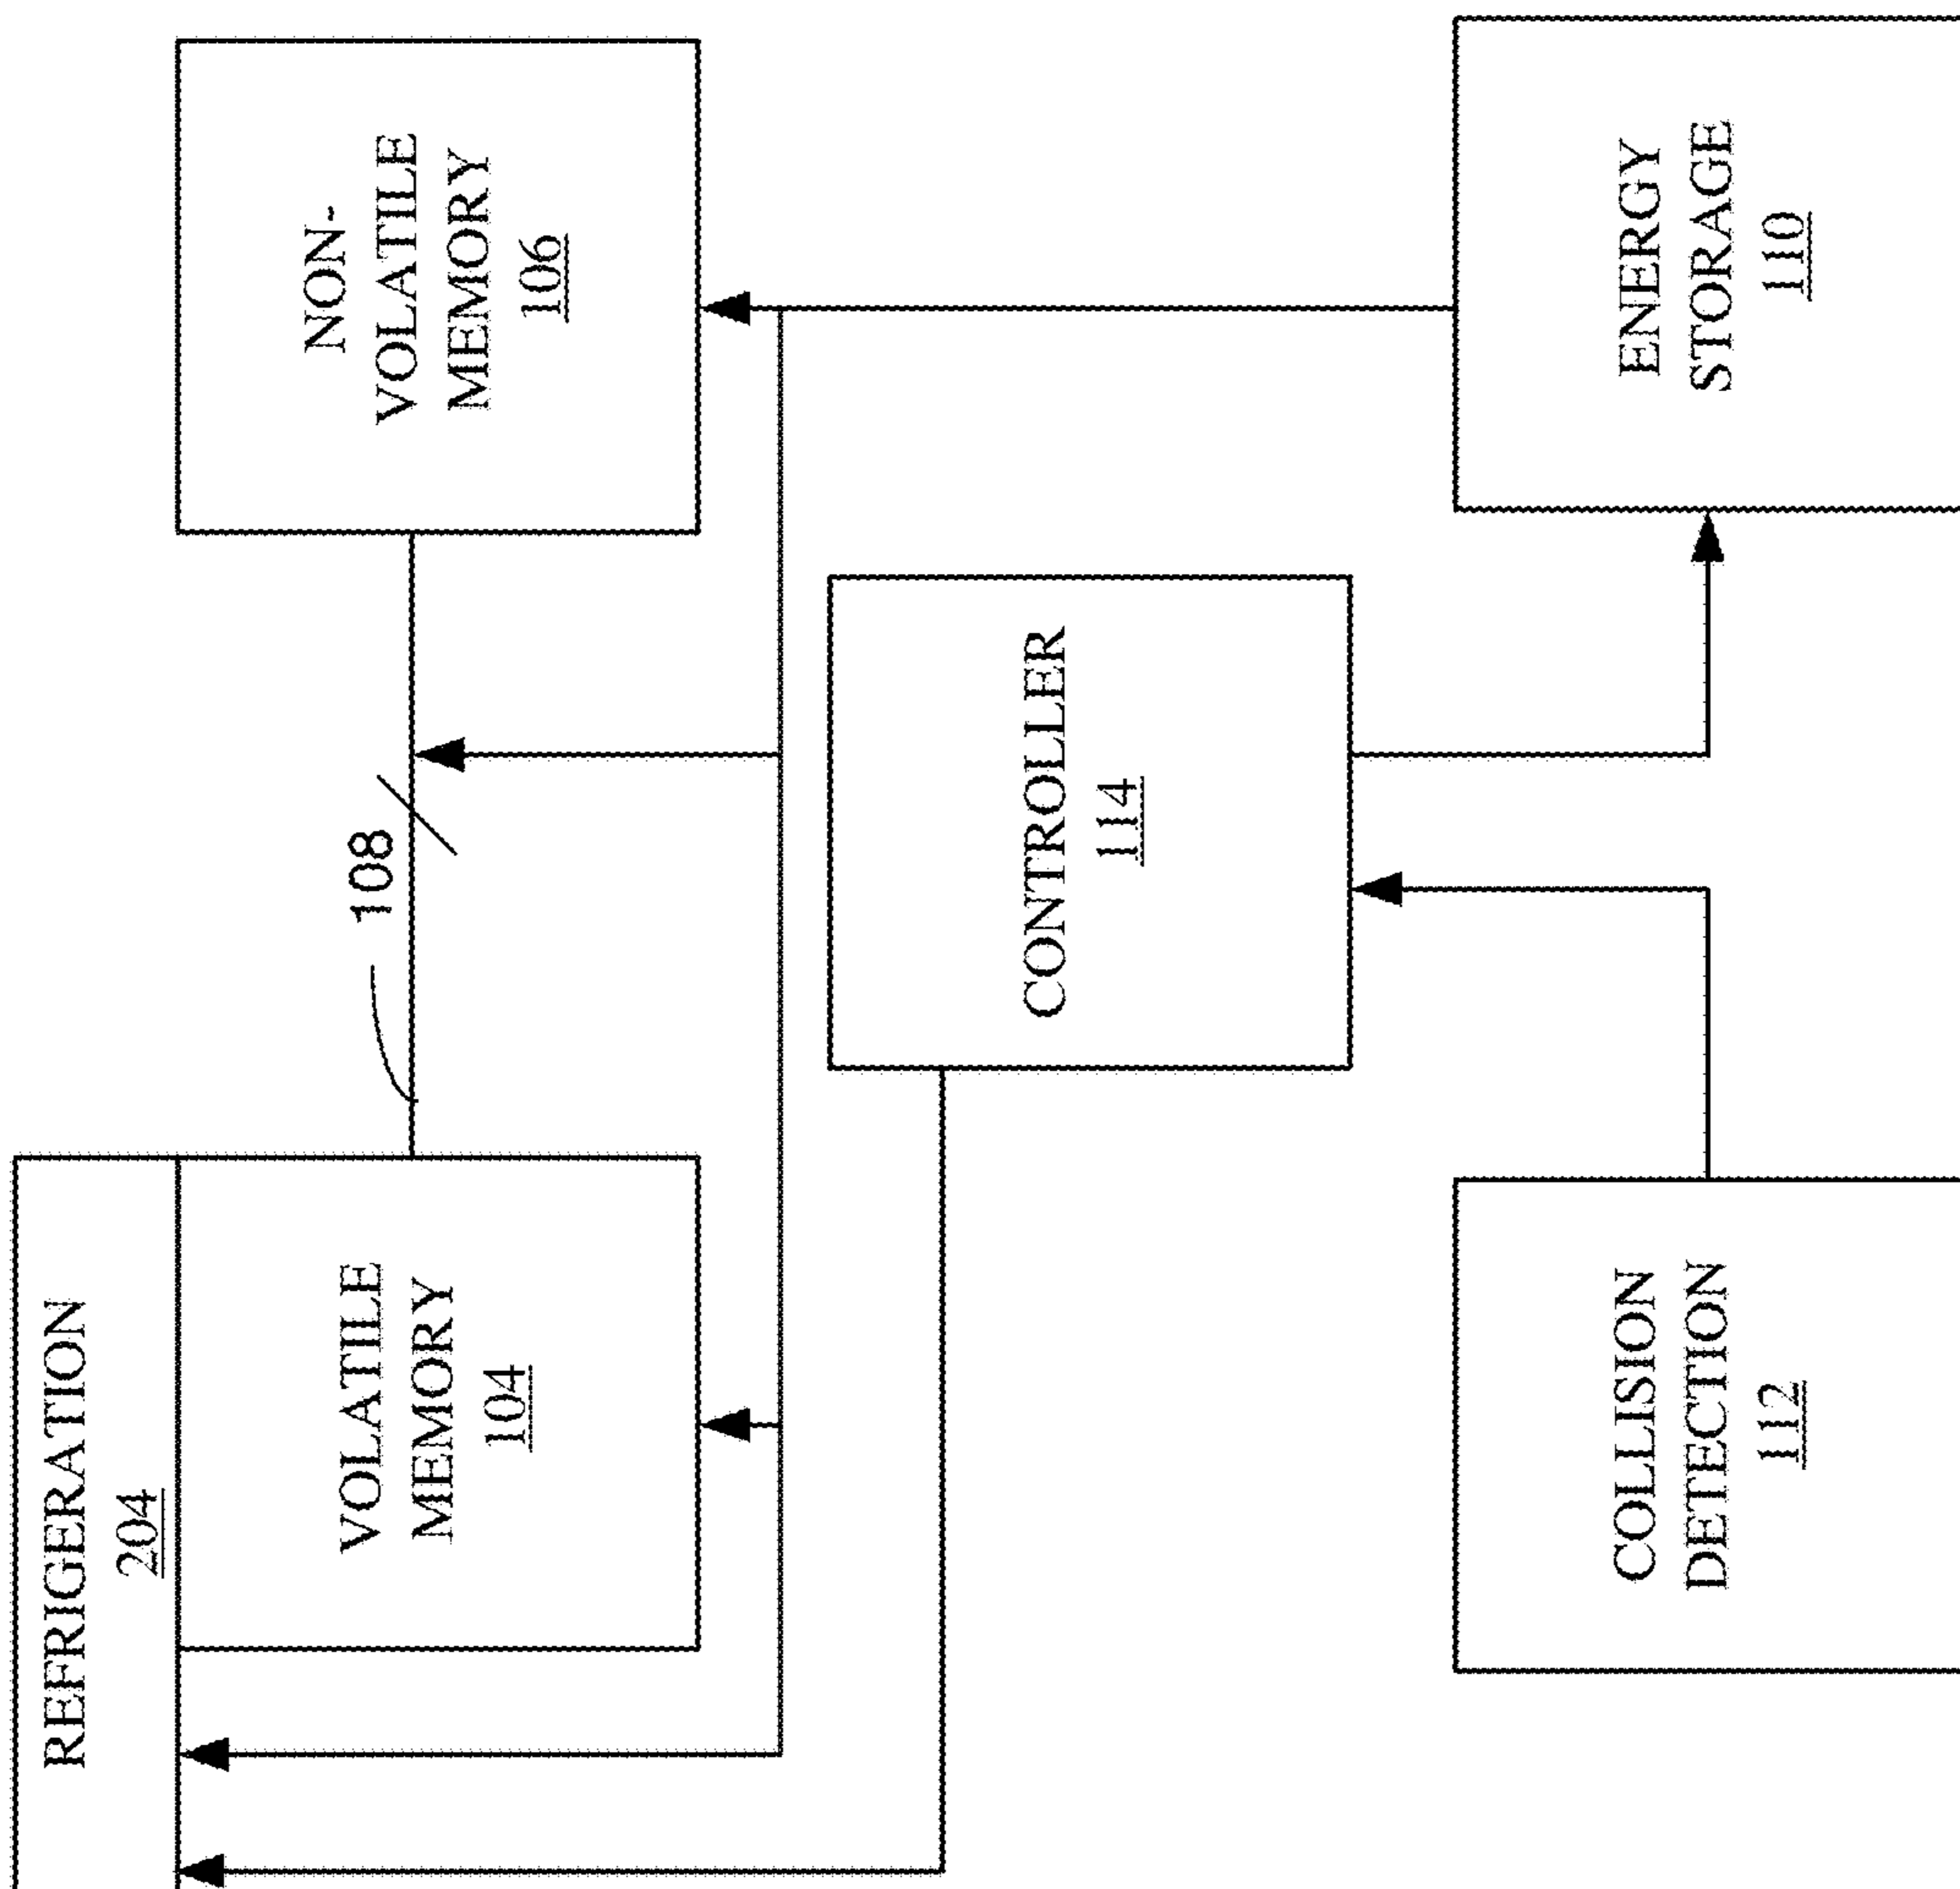 REFRIGERATION
204
VOLATILE
MEMORY
104
108
NON-
VOLATILE
MEMORY
106
CONTROLLER
114
COLLISION
DETECTION
112
ENERGY
STORAGE
110